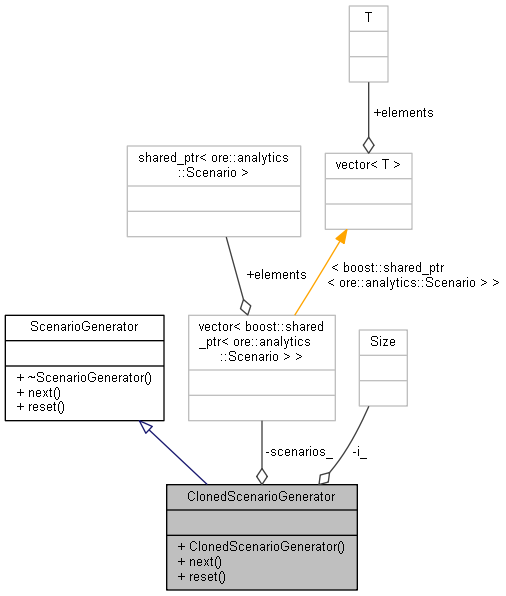 T
+elements
shared_ptr< ore::analytics
::Scenario >
vector< T >
< boost::shared_ptr
< ore::analytics::Scenario > >
+elements
ScenarioGenerator
+ ~ScenarioGenerator()
+ next()
+ reset()
vector< boost::shared
_ptr< ore::analytics
::Scenario > >
Size
-scenarios_
-i_
ClonedScenarioGenerator
+ ClonedScenarioGenerator()
+ next()
+ reset()